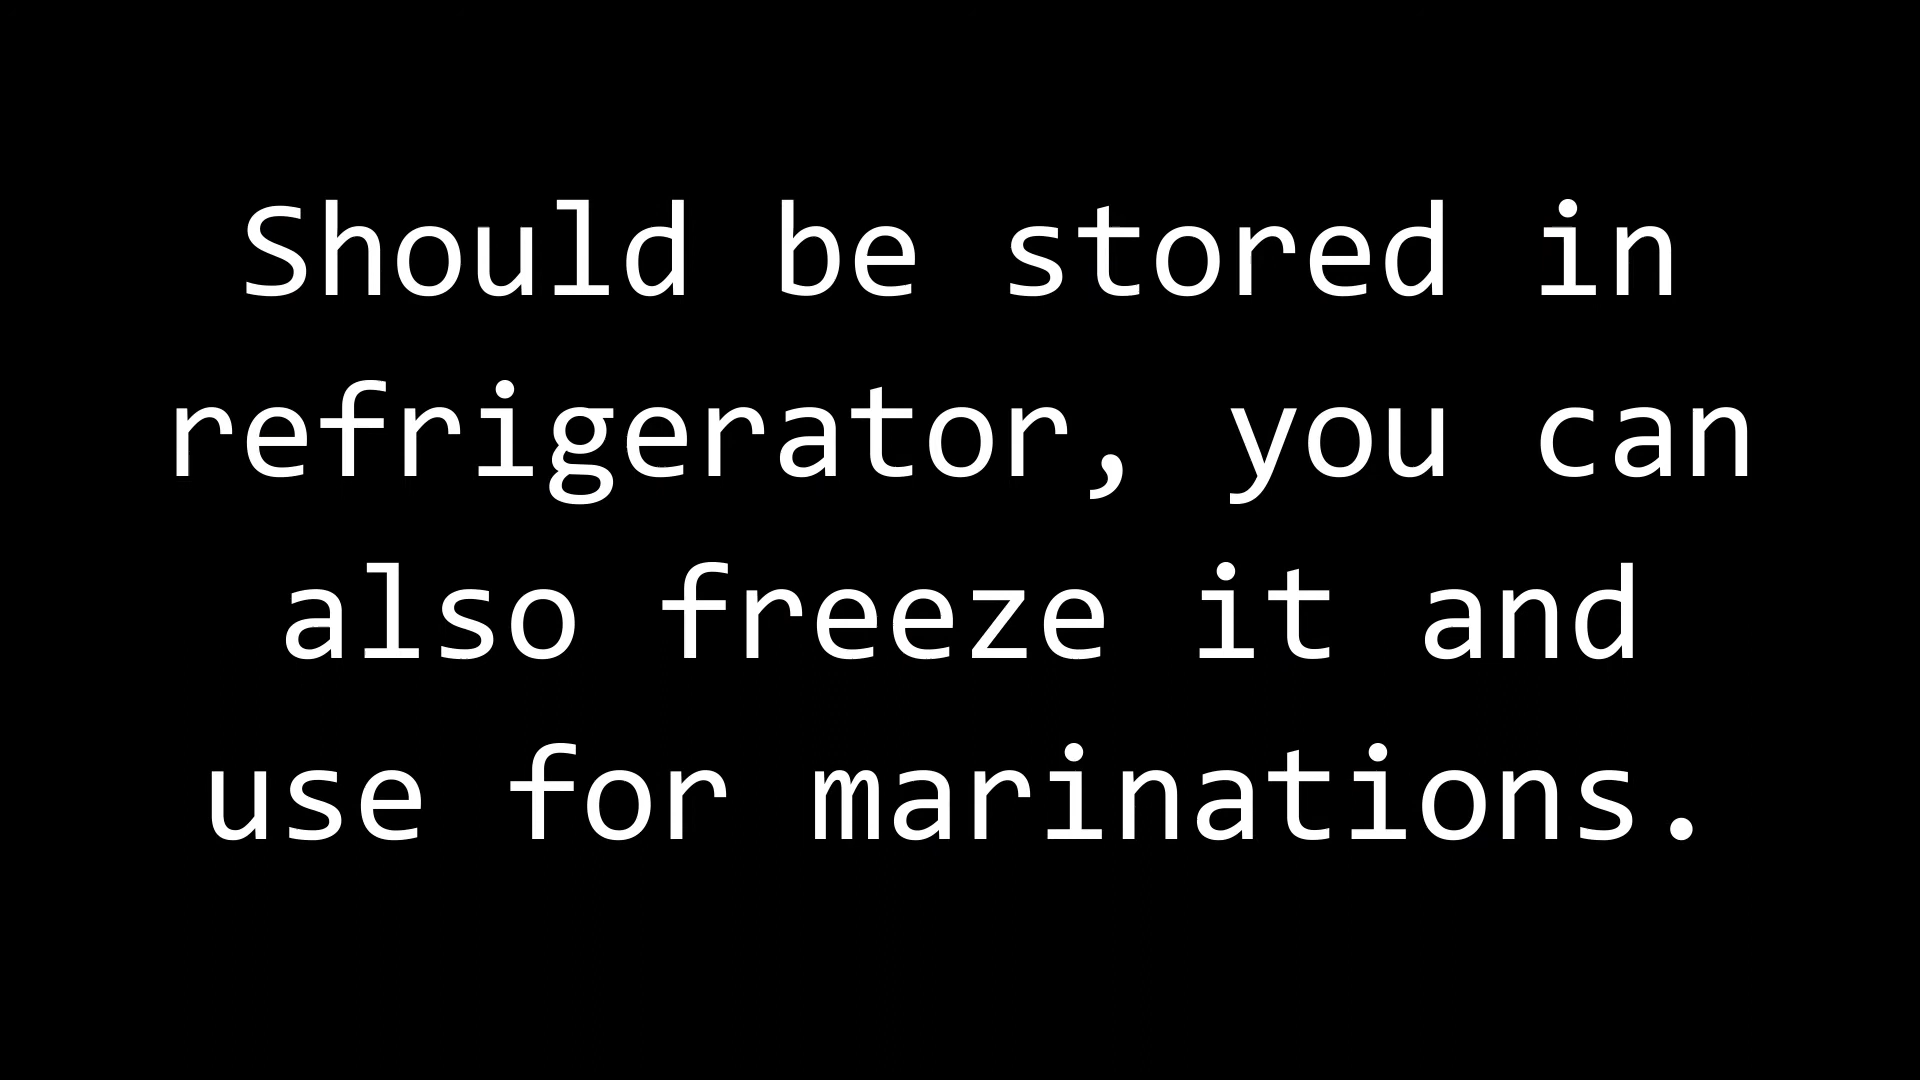 Should be stored in
refrigerator, you can
also freeze it and
use for marinations.